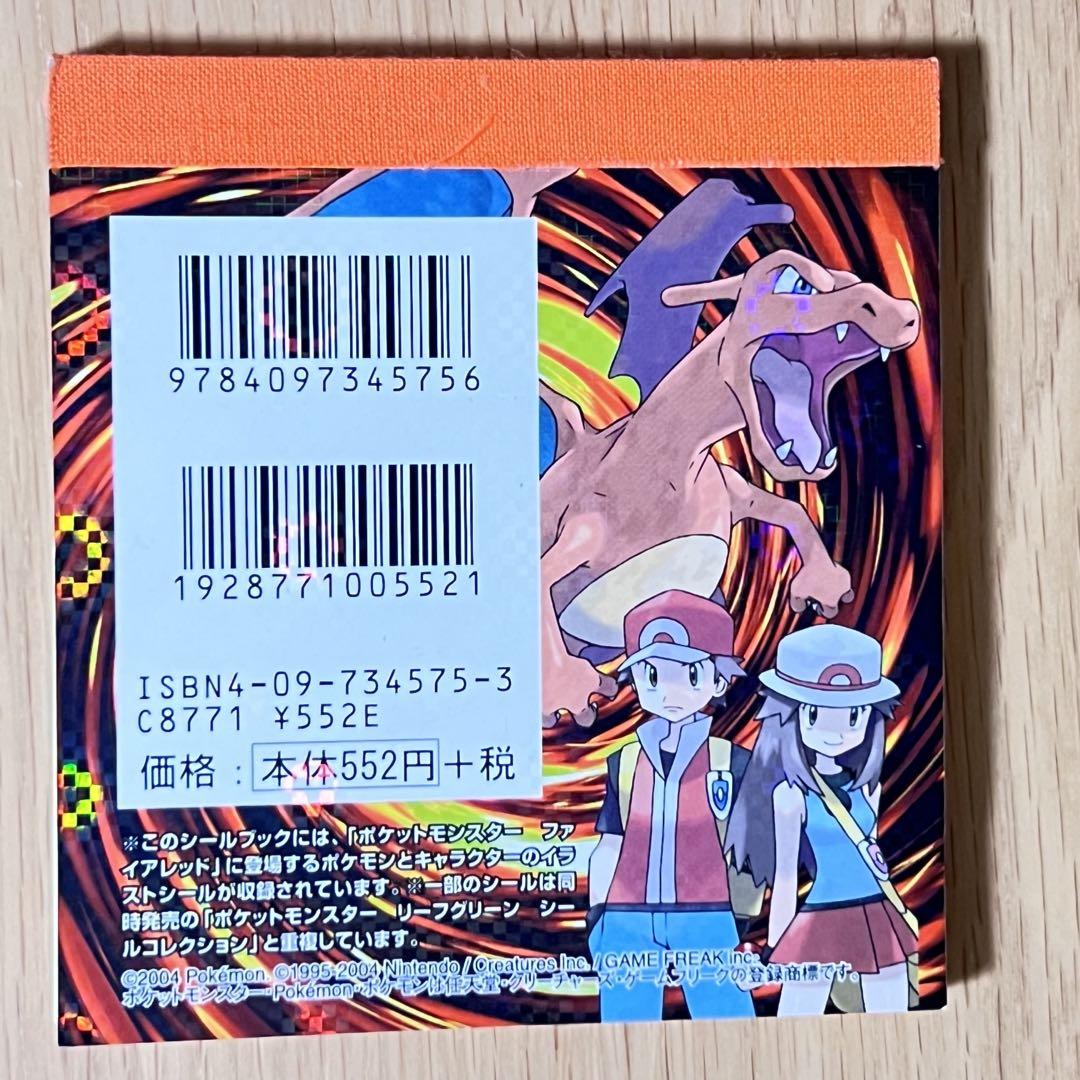 9784097345756
1928771005521
ISBN4-09-734575-3
C8771 ¥552E
価格：本体552円+税
※このシールブックには、「ポケットモンスター　ファ
イアレッド」に登場するポケモンとキャラクターのイラ
ストシールが収録されています。※一部のシールは同
時発売の「ポケットモンスター　リーフグリーン　シー
ルコレクション」と重複しています。
©2004 Pokémon. ©1995-2004 Nintendo / Creatures Inc. / GAME FREAK inc.
ポケットモンスター・Pokémon・ポケモンは任天堂・クリーチャーズ・ゲームフリークの登録商標です。